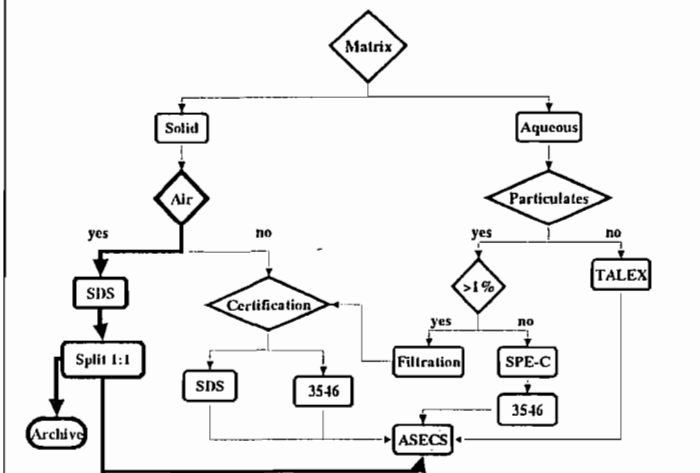 Matrix
Solid
Aqueous
Air
Particulates
yes
no
yes
no
SDS
Certification
>1%
TALEX
yes
no
Split 1:1
Filtration
SPE-C
SDS
3546
3546
Archive
ASECS